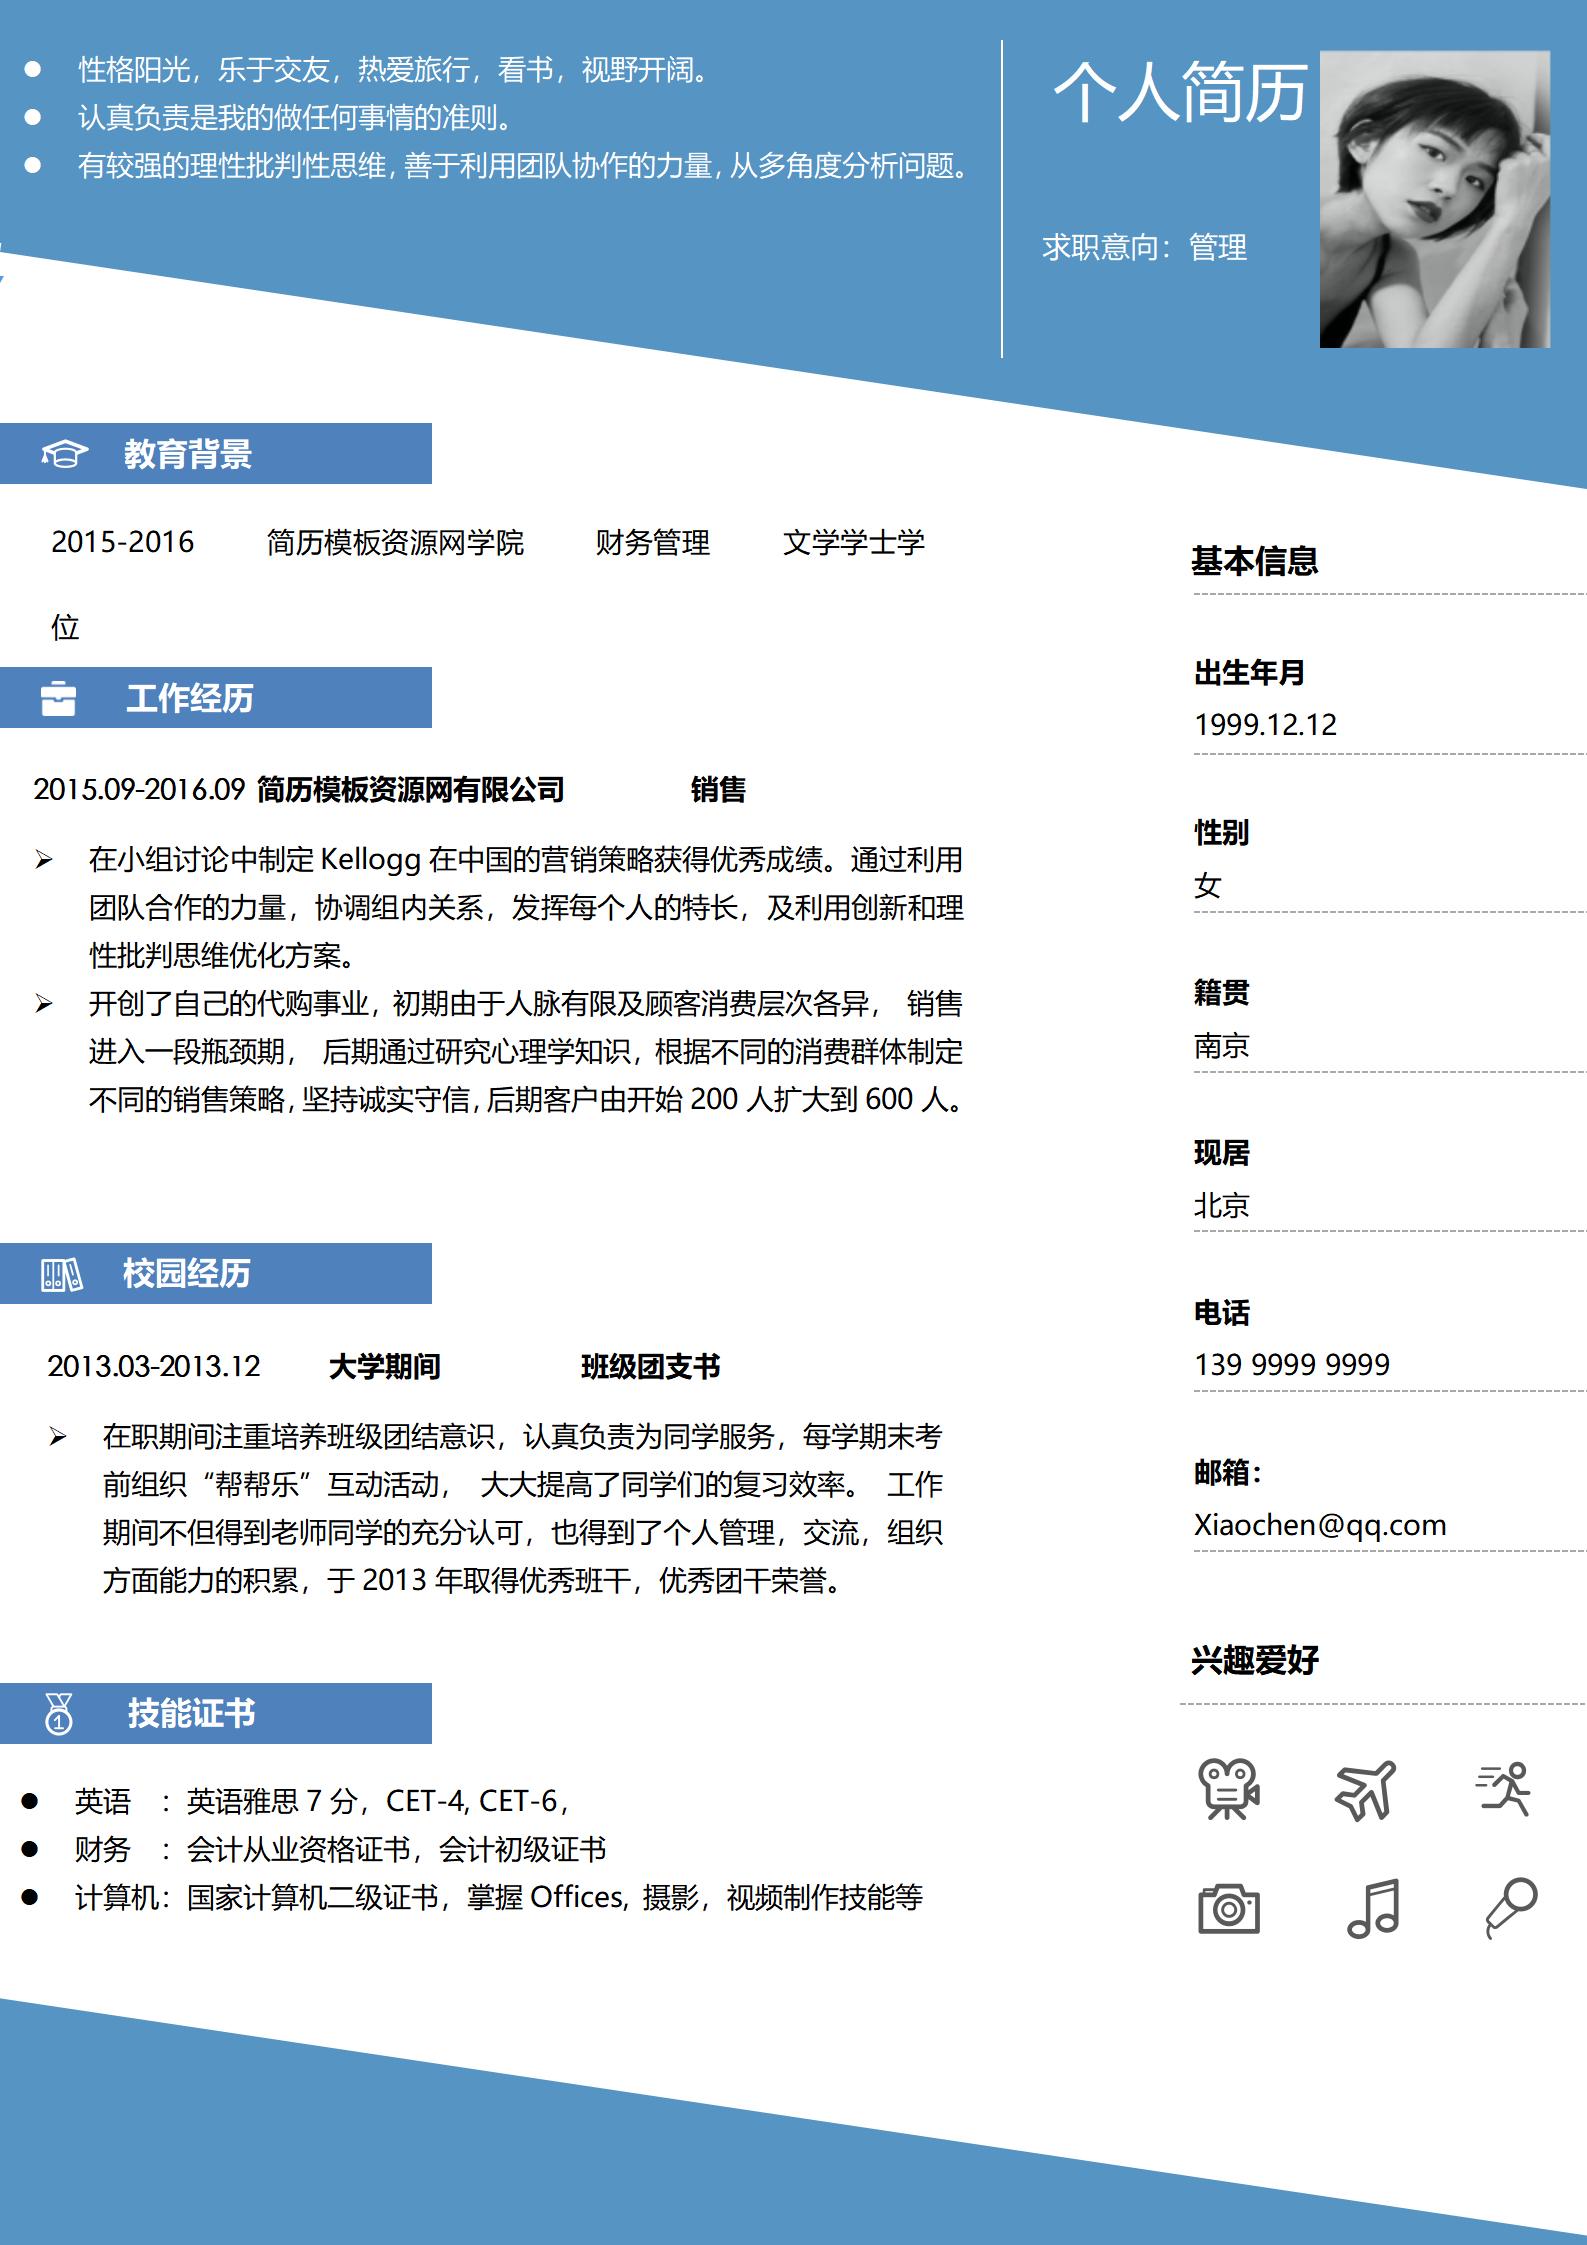 性格阳光，乐于交友，热爱旅行，看书，视野开阔。
认真负责是我的做任何事情的准则。
有较强的理性批判性思维，善于利用团队协作的力量，从多角度分析问题。
个人简历
求职意向：管理
教育背景
2015-2016 简历模板资源网学院 财务管理 文学学士学
位
工作经历
2015.09-2016.09 简历模板资源网有限公司 销售
在小组讨论中制定 Kellogg 在中国的营销策略获得优秀成绩。通过利用
团队合作的力量，协调组内关系，发挥每个人的特长，及利用创新和理
性批判思维优化方案。
开创了自己的代购事业，初期由于人脉有限及顾客消费层次各异， 销售
进入一段瓶颈期， 后期通过研究心理学知识，根据不同的消费群体制定
不同的销售策略，坚持诚实守信，后期客户由开始 200 人扩大到 600 人。
校园经历
2013.03-2013.12 大学期间 班级团支书
在职期间注重培养班级团结意识，认真负责为同学服务，每学期末考
前组织“帮帮乐”互动活动， 大大提高了同学们的复习效率。 工作
期间不但得到老师同学的充分认可，也得到了个人管理，交流，组织
方面能力的积累，于 2013 年取得优秀班干，优秀团干荣誉。
技能证书
英语 ：英语雅思 7 分，CET-4, CET-6，
财务 ：会计从业资格证书，会计初级证书
计算机：国家计算机二级证书，掌握 Offices，摄影，视频制作技能等
基本信息
出生年月
1999.12.12
性别
女
籍贯
南京
现居
北京
电话
139 9999 9999
邮箱：
Xiaochen@qq.com
兴趣爱好